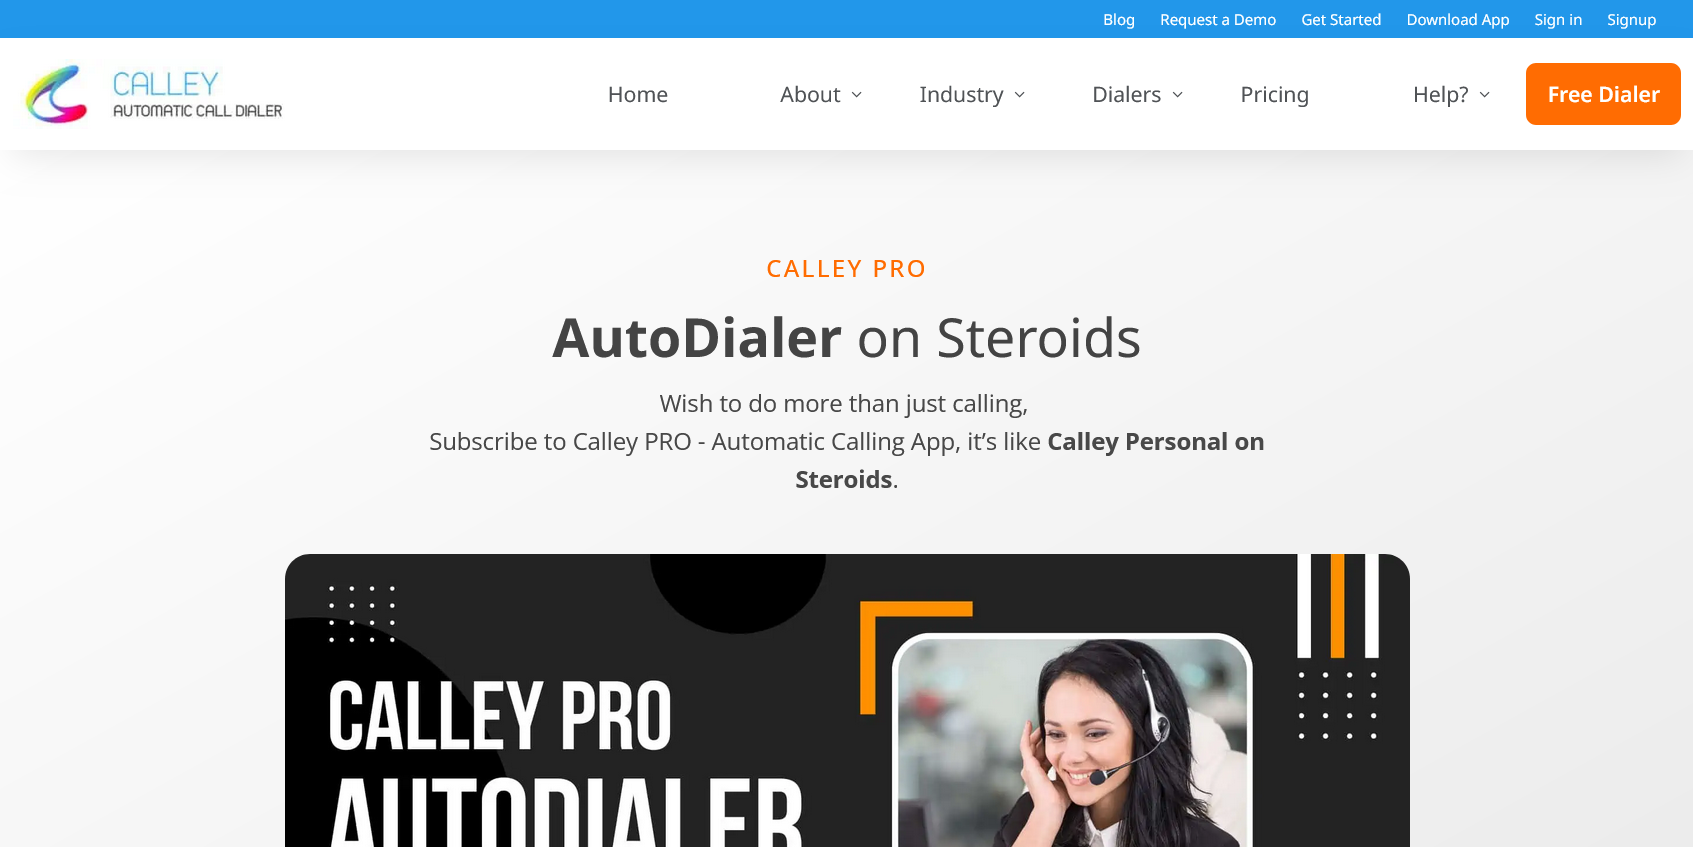 Blog Request a Demo Get Started Download App Sign in Signup
CALLEY
AUTOMATIC CALL DIALER
Home About Industry Dialers Pricing Help? Free Dialer
CALLEY PRO
AutoDialer on Steroids
Wish to do more than just calling,
Subscribe to Calley PRO - Automatic Calling App, it’s like Calley Personal on
Steroids.
CALLEY PRO
AUTODIALER